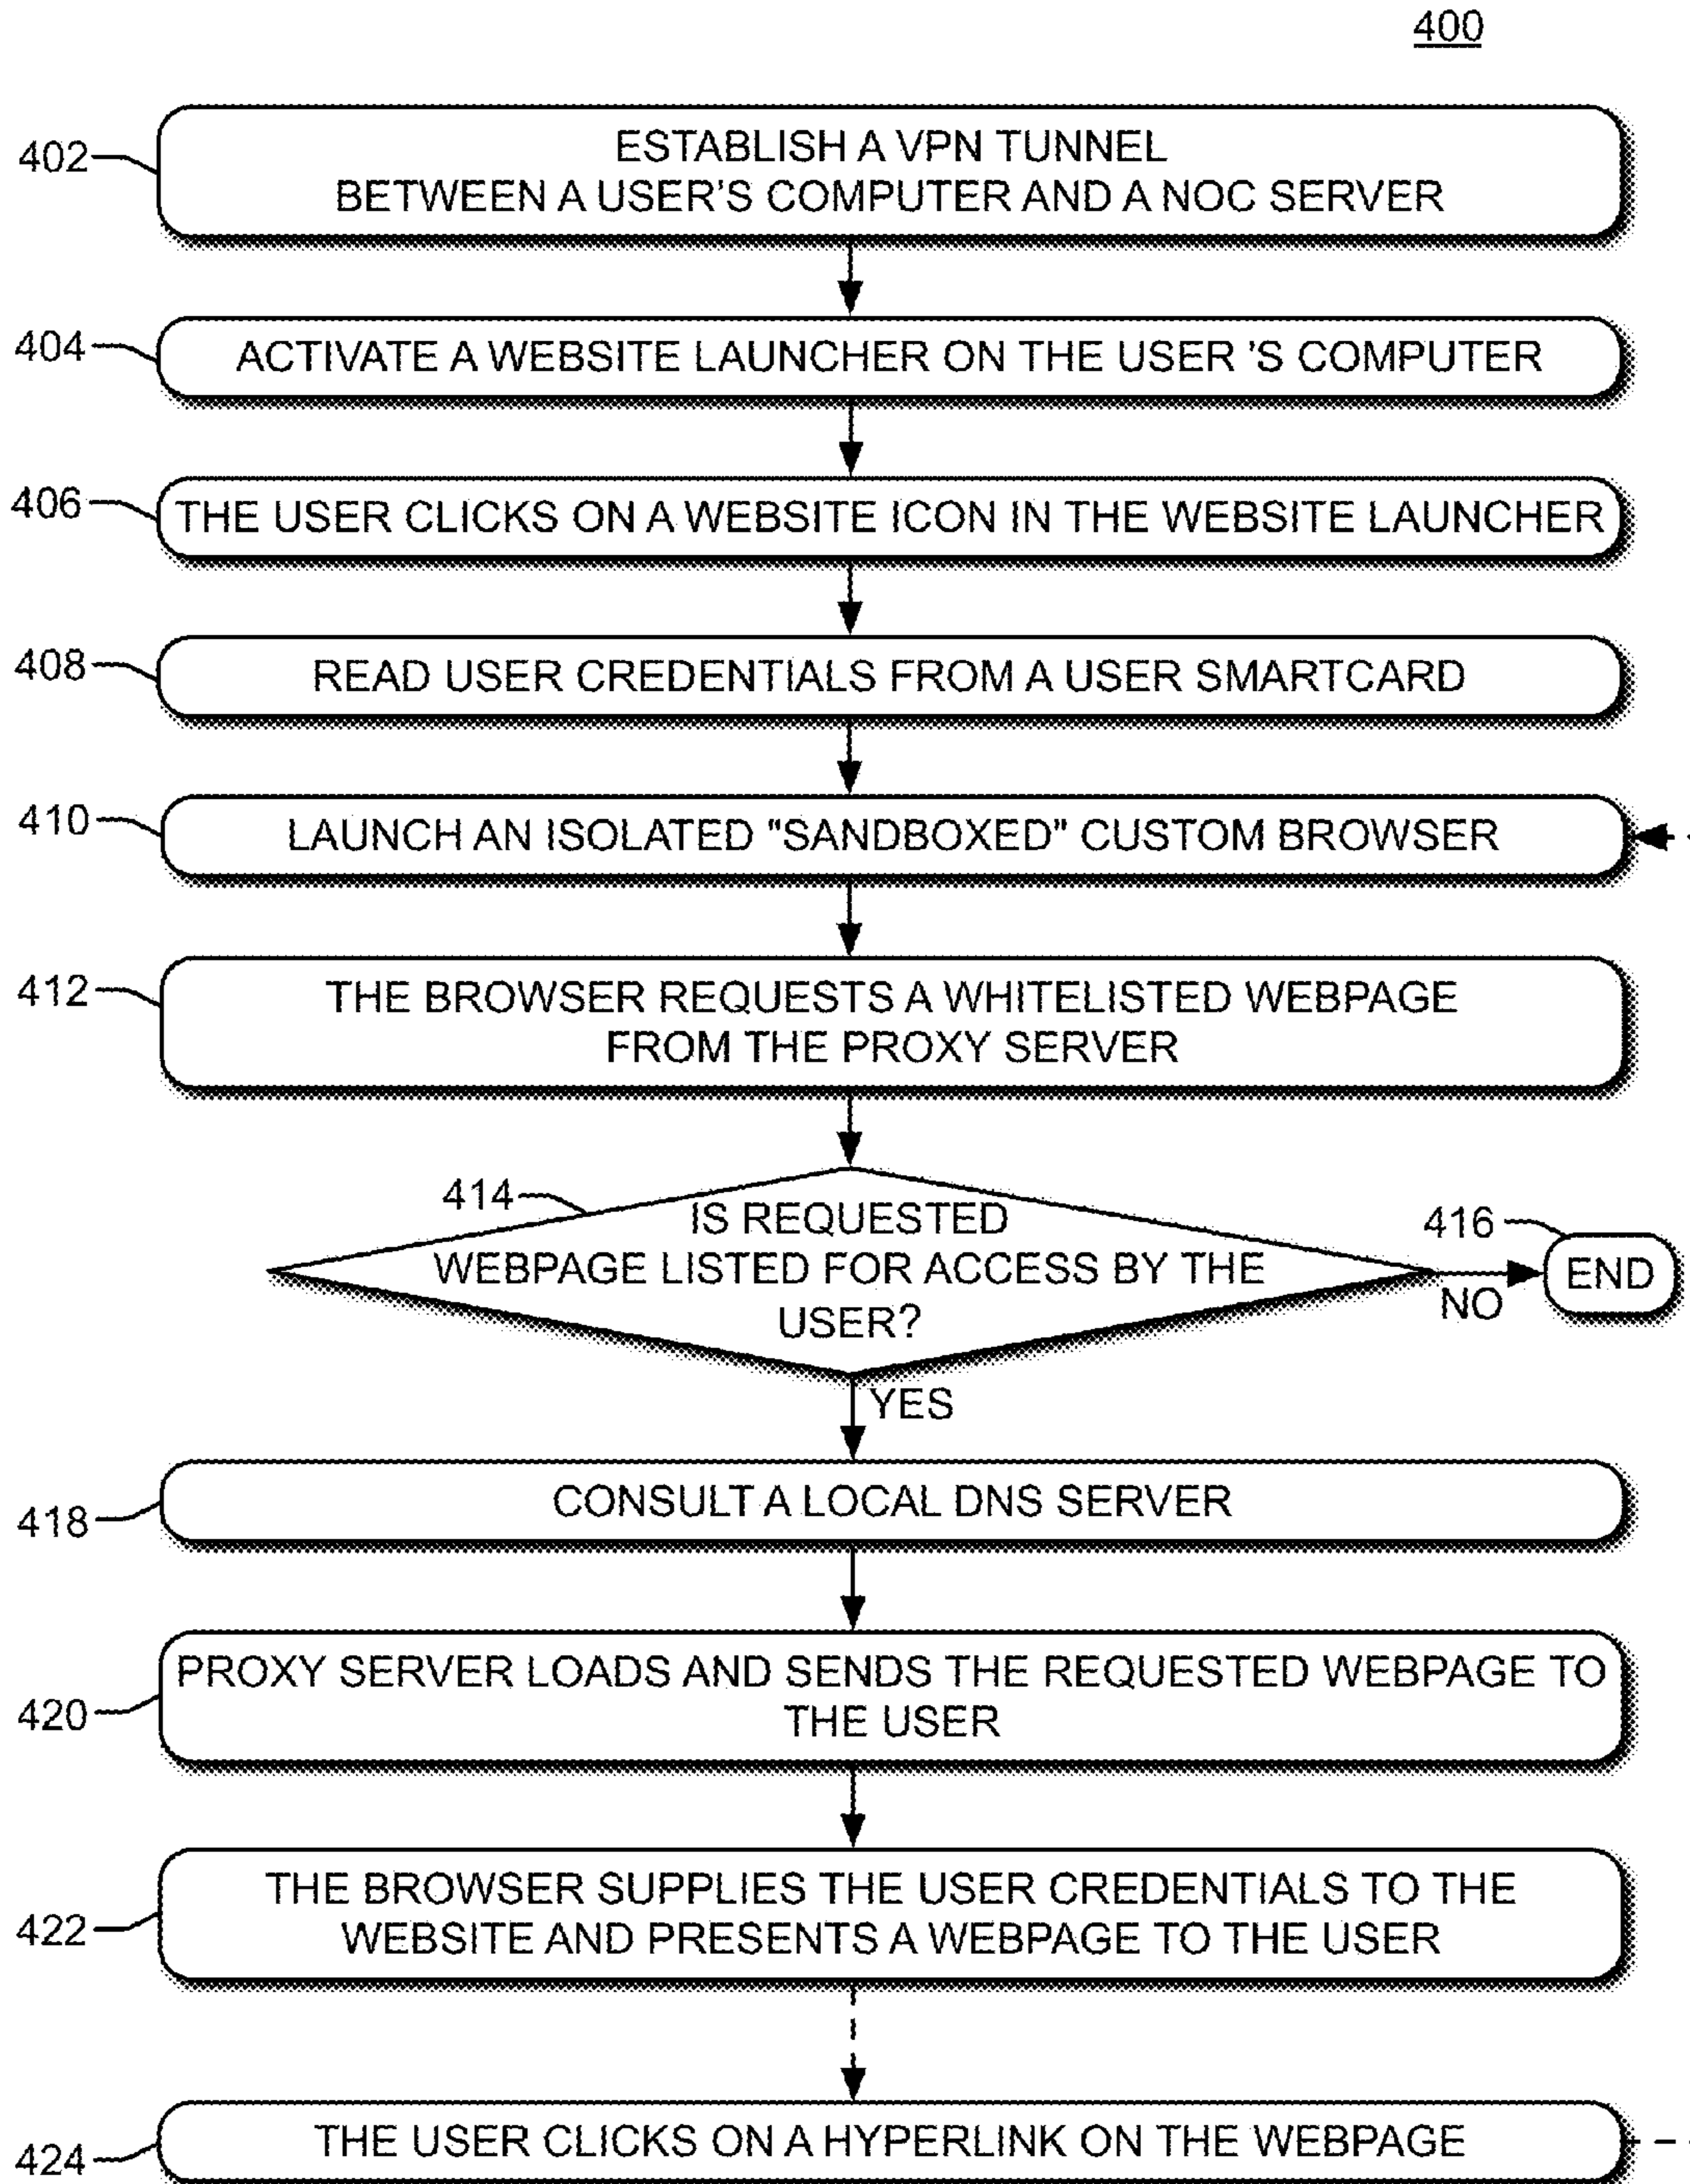 400
402
ESTABLISH A VPN TUNNEL
BETWEEN A USER'S COMPUTER AND A NOC SERVER
404
ACTIVATE A WEBSITE LAUNCHER ON THE USER 'S COMPUTER
406
THE USER CLICKS ON A WEBSITE ICON IN THE WEBSITE LAUNCHER
408
READ USER CREDENTIALS FROM A USER SMARTCARD
410
LAUNCH AN ISOLATED "SANDBOXED" CUSTOM BROWSER
412
THE BROWSER REQUESTS A WHITELISTED WEBPAGE
FROM THE PROXY SERVER
414
IS REQUESTED
WEBPAGE LISTED FOR ACCESS BY THE
USER?
416
END
NO
YES
418
CONSULT A LOCAL DNS SERVER
420
PROXY SERVER LOADS AND SENDS THE REQUESTED WEBPAGE TO
THE USER
422
THE BROWSER SUPPLIES THE USER CREDENTIALS TO THE
WEBSITE AND PRESENTS A WEBPAGE TO THE USER
424
THE USER CLICKS ON A HYPERLINK ON THE WEBPAGE